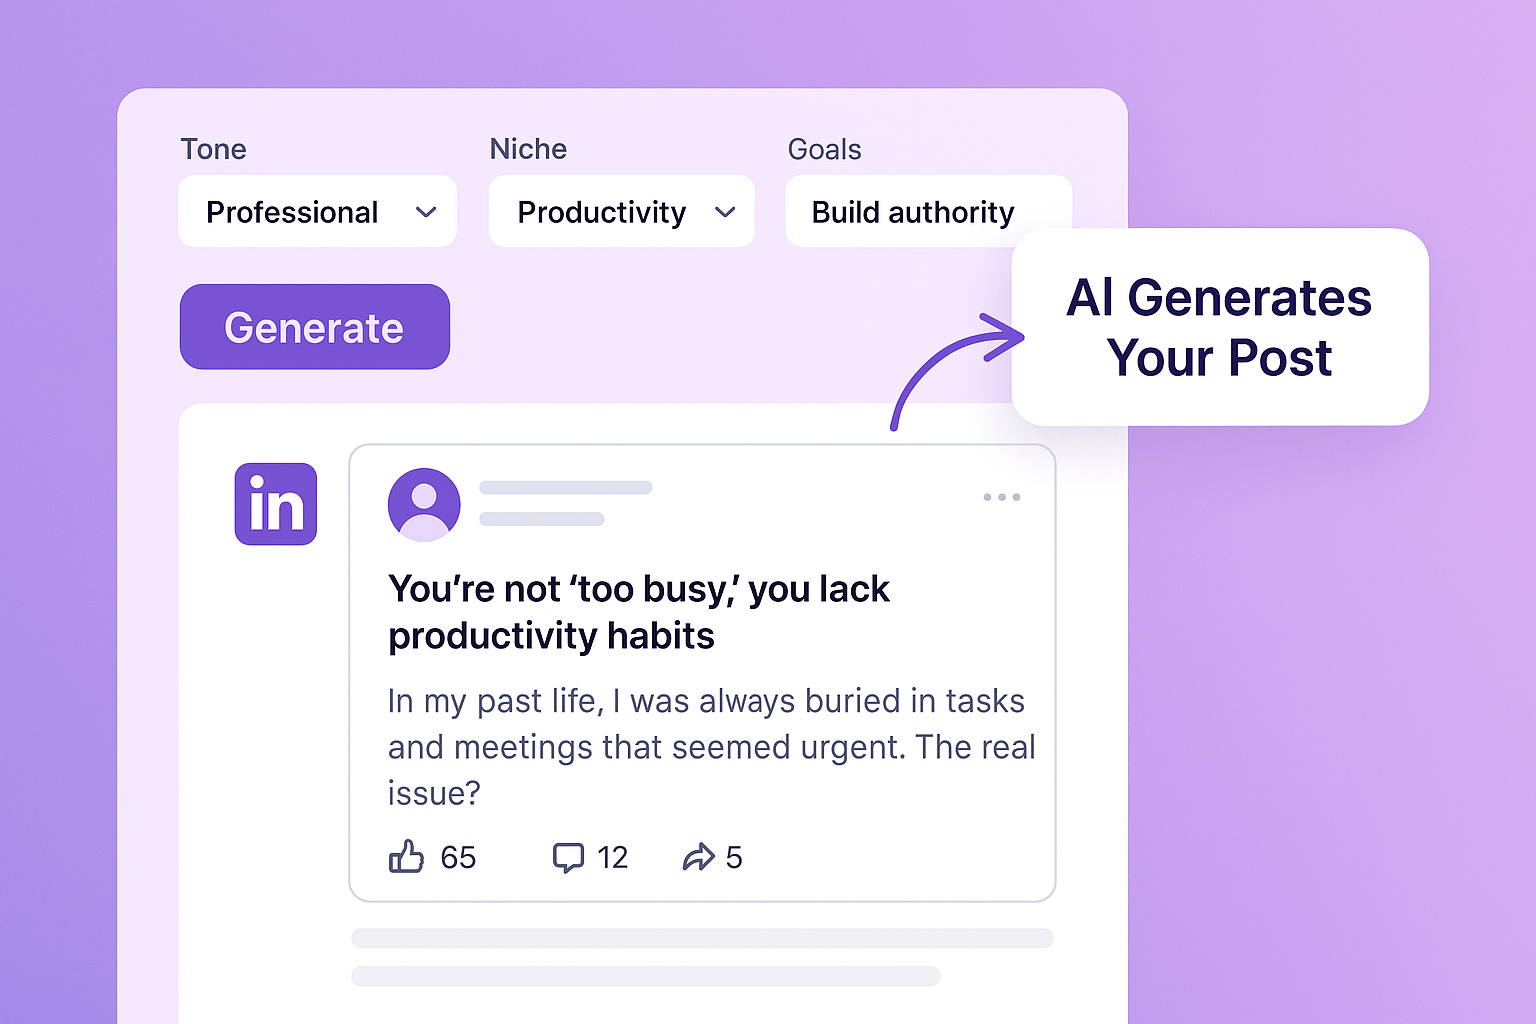 Tone
Niche
Goals
Professional
Productivity
Build authority
Generate
AI Generates
Your Post
in
You’re not ‘too busy,’ you lack
productivity habits
In my past life, I was always buried in tasks
and meetings that seemed urgent. The real
issue?
65
12
5